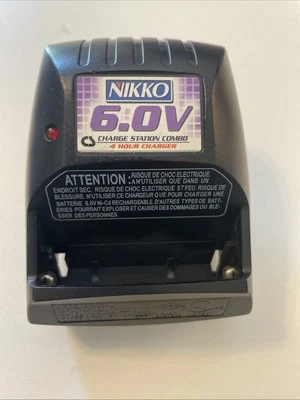 NIKKO
6.0V
CHARGE STATION COMBO
4 HOUR CHARGER
ATTENTION : RISQUE DE CHOC ELECTRIQUE
- A N'UTILISER QUE DANS UN
ENDROIT SEC. RISQUE DE CHOC ELECTRIQUE ET FEU. RISQUE DE
BLESSURE. N'UTILISER CE CHARGEUR QUE POUR CHARGER UNE
BATTERIE 6.0V Ni-Cd RECHARGEABLE. D'AUTRES TYPES DE BATT-
ERIES POURRAIT EXPLOSER ET CAUSER DES DOMMAGES OU BLE-
SSER DES PERSONNES.